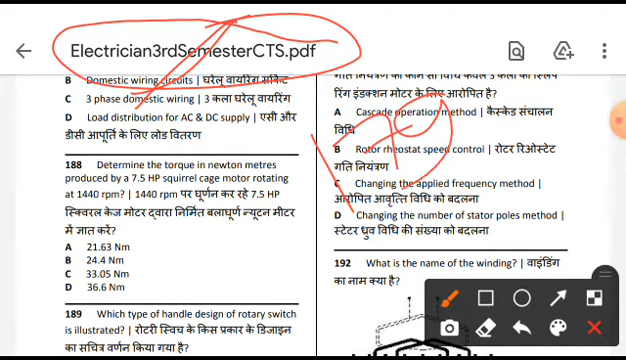 Electrician3rdSemesterCTS.pdf
B Domestic wiring circuits | घरेलू वायरिंग सर्किट
C 3 phase domestic wiring | 3 कला घरेलू वायरिंग
D Load distribution for AC & DC supply | एसी और
डीसी आपूर्ति के लिए लोड वितरण
188 Determine the torque in newton metres
produced by a 7.5 HP squirrel cage motor rotating
at 1440 rpm? | 1440 rpm पर घूर्णन कर रहे 7.5 HP
स्क्विरल केज मोटर द्वारा निर्मित बलाघूर्ण न्यूटन मीटर
में ज्ञात करें?
A 21.63 Nm
B 24.4 Nm
C 33.05 Nm
D 36.6 Nm
189 Which type of handle design of rotary switch
is illustrated? | रोटरी स्विच के किस प्रकार के डिजाइन
का सचित्र वर्णन किया गया है?
गति नियंत्रण की कौन सी विधि केवल 3 कला की स्लिप
रिंग इंडक्शन मोटर के लिए आरोपित है?
A Cascade operation method | कैस्केड संचालन
विधि
B Rotor rheostat speed control | रोटर रिओस्टेट
गति नियंत्रण
C Changing the applied frequency method |
आरोपित आवृत्ति विधि को बदलना
D Changing the number of stator poles method |
स्टेटर ध्रुव विधि की संख्या को बदलना
192 What is the name of the winding? | वाइंडिंग
का नाम क्या है?